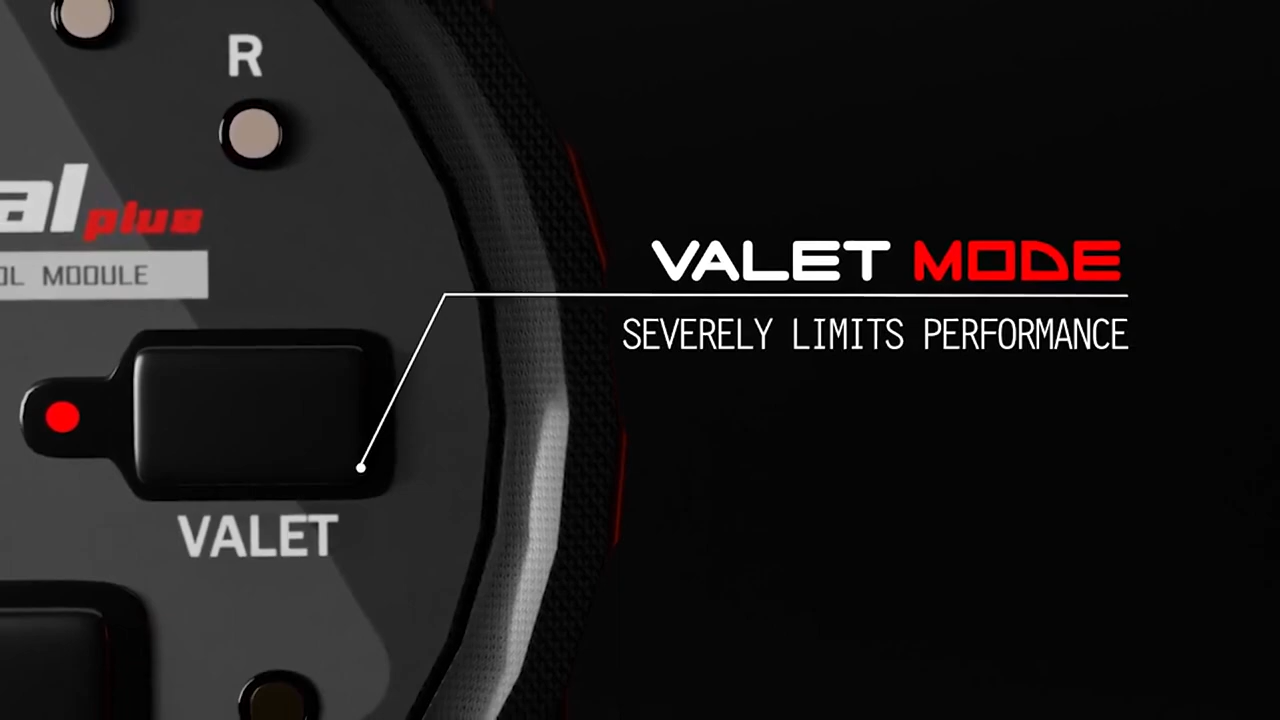 R
plus
MODULE
VALET MODE
SEVERELY LIMITS PERFORMANCE
VALET